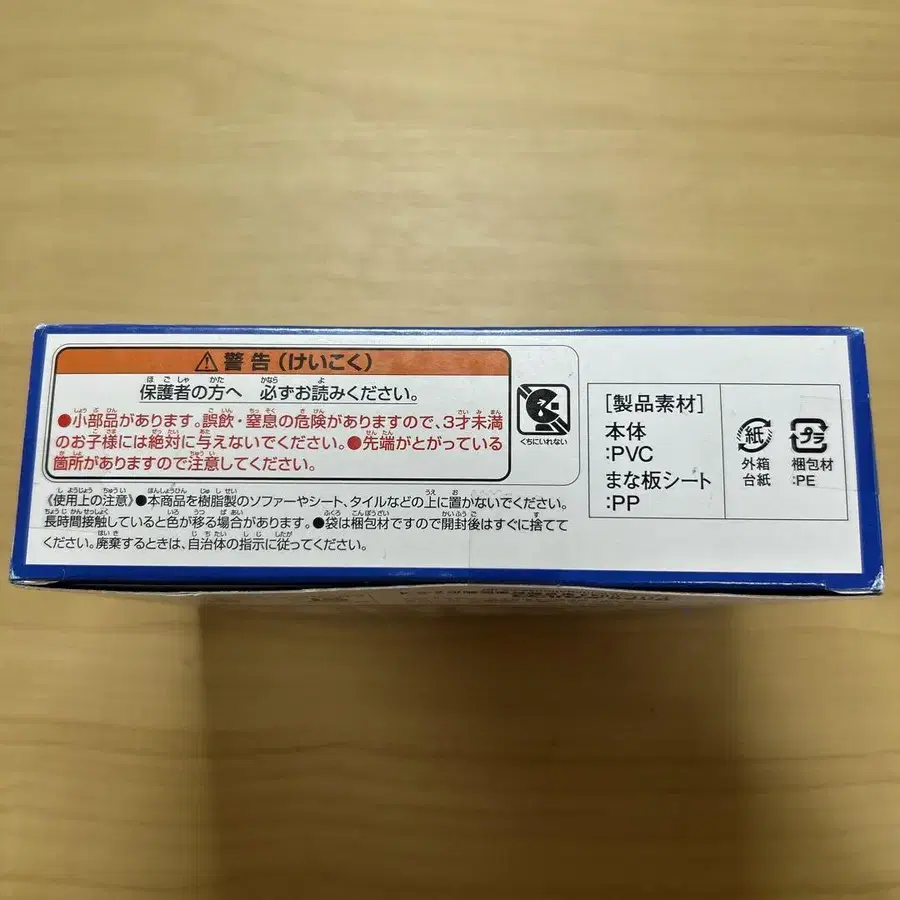 警告(けいこく)
保護者の方へ 必ずお読みください。
●小部品があります。誤飲・窒息の危険がありますので、3才未満
のお子様には絶対に与えないでください。●先端がとがっている
箇所がありますので注意してください。
くちにいれない
《使用上の注意》●本商品を樹脂製のソファーやシート、タイルなどの上に置かないでください。
長時間接触していると色が移る場合があります。●袋は梱包材ですので開封後はすぐに捨てて
ください。廃棄するときは、自治体の指示に従ってください。
[製品素材]
本体
:PVC
まな板シート
:PP
紙
外箱
台紙
プラ
梱包材
:PE